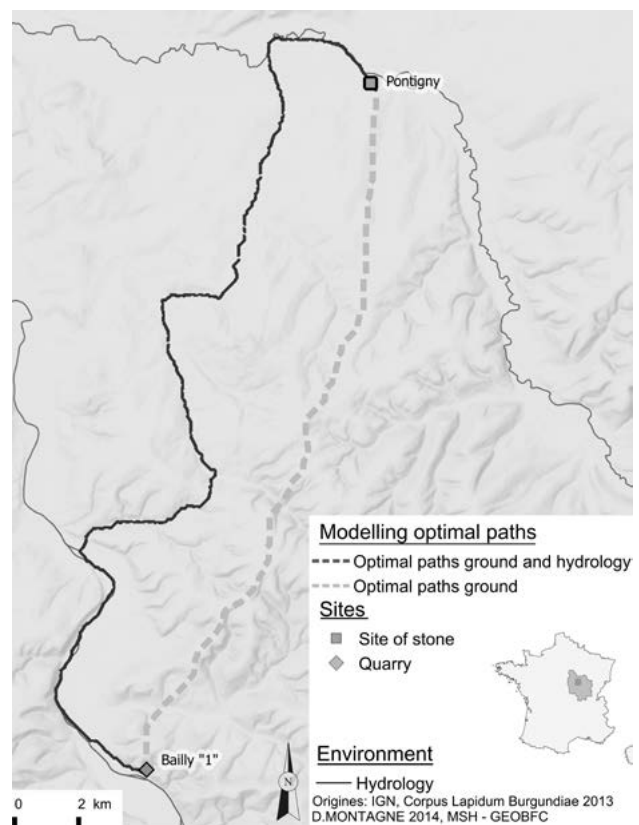 Pontigny
Modelling optimal paths
Optimal paths ground and hydrology
Optimal paths ground
Sites
Site of stone
Quarry
Bailly "1"
Environment
N
Hydrology
0 2 km
Origines: IGN, Corpus Lapidum Burgundiae 2013
D.MONTAGNE 2014, MSH - GEOBFC